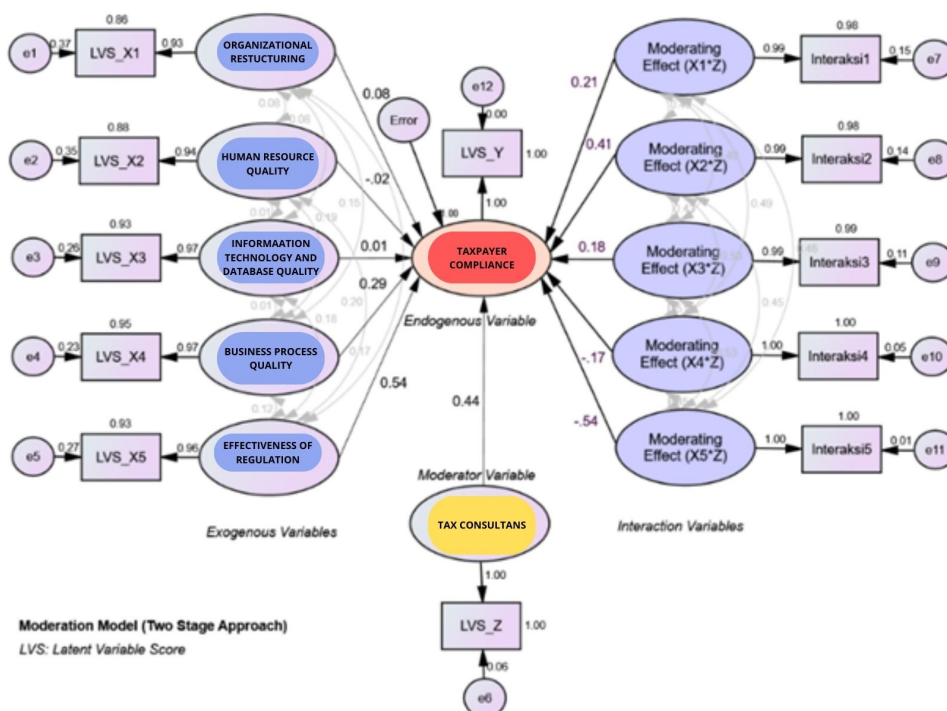 0.86
e1
0.37
LVS_X1
0.93
ORGANIZATIONAL
RESTUCTURING
0.88
e2
0.35
LVS_X2
0.94
HUMAN RESOURCE
QUALITY
0.93
e3
0.26
LVS_X3
0.97
INFORMAATION
TECHNOLOGY AND
DATABASE QUALITY
0.95
e4
0.23
LVS_X4
0.97
BUSINESS PROCESS
QUALITY
0.93
e5
0.27
LVS_X5
0.96
EFFECTIVENESS OF
REGULATION
Exogenous Variables
0.08
0.08
0.15
0.01
0.19
0.20
0.01
0.18
0.17
0.12
0.08
-.02
0.01
0.29
0.54
Error
e12
0.00
LVS_Y
1.00
1.00
TAXPAYER
COMPLIANCE
Endogenous Variable
0.44
Moderator Variable
TAX CONSULTANS
1.00
LVS_Z
1.00
0.06
e6
0.21
0.41
0.18
-.17
-.54
Moderating
Effect (X1*Z)
0.99
0.98
Interaksi1
0.15
e7
Moderating
Effect (X2*Z)
0.99
0.98
Interaksi2
0.14
e8
Moderating
Effect (X3*Z)
0.99
0.99
Interaksi3
0.11
e9
Moderating
Effect (X4*Z)
1.00
1.00
Interaksi4
0.05
e10
Moderating
Effect (X5*Z)
1.00
1.00
Interaksi5
0.01
e11
0.49
0.45
Interaction Variables
Moderation Model (Two Stage Approach)
LVS: Latent Variable Score